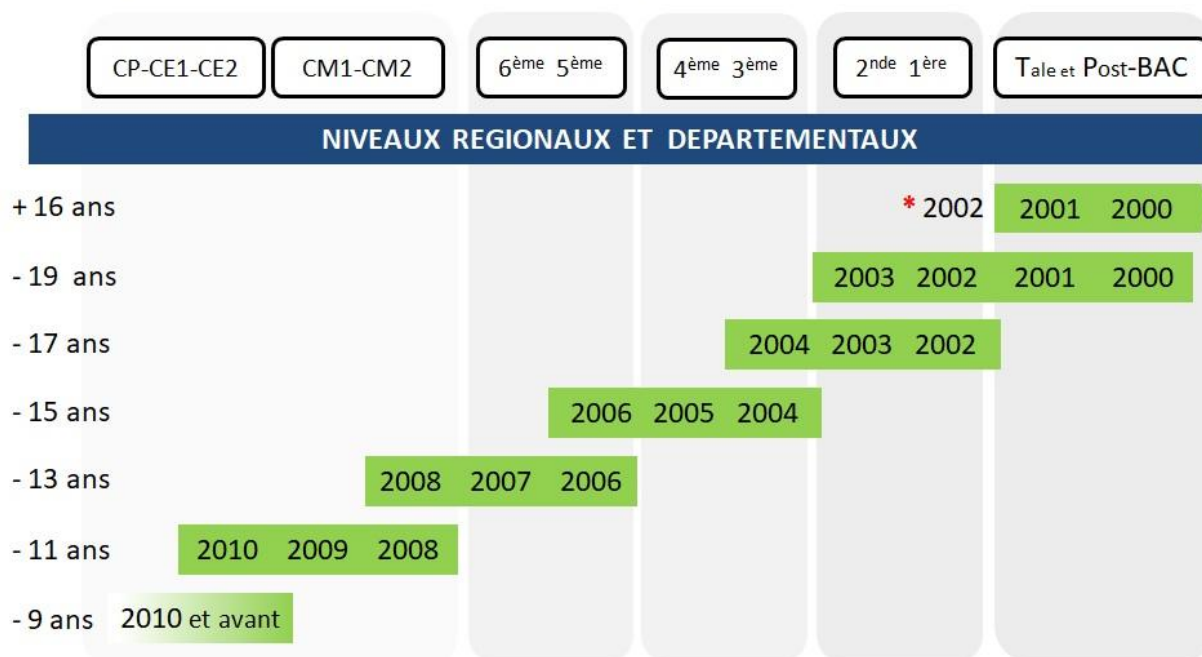 CP-CE1-CE2 CM1-CM2 6ème 5ème 4ème 3ème 2nde 1ère Tale et Post-BAC
NIVEAUX REGIONAUX ET DEPARTEMENTAUX
+ 16 ans * 2002 2001 2000
- 19 ans 2003 2002 2001 2000
- 17 ans 2004 2003 2002
- 15 ans 2006 2005 2004
- 13 ans 2008 2007 2006
- 11 ans 2010 2009 2008
- 9 ans 2010 et avant